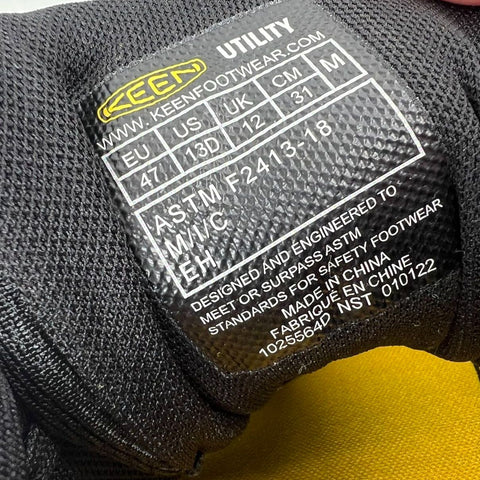 KEEN UTILITY
WWW.KEENFOOTWEAR.COM
EU US UK CM M
47 13D 12 31
ASTM F2413-18
M/I/C
EH
DESIGNED AND ENGINEERED TO
MEET OR SURPASS ASTM
STANDARDS FOR SAFETY FOOTWEAR
MADE IN CHINA
FABRIQUÉ EN CHINE
1025564D NST 010122